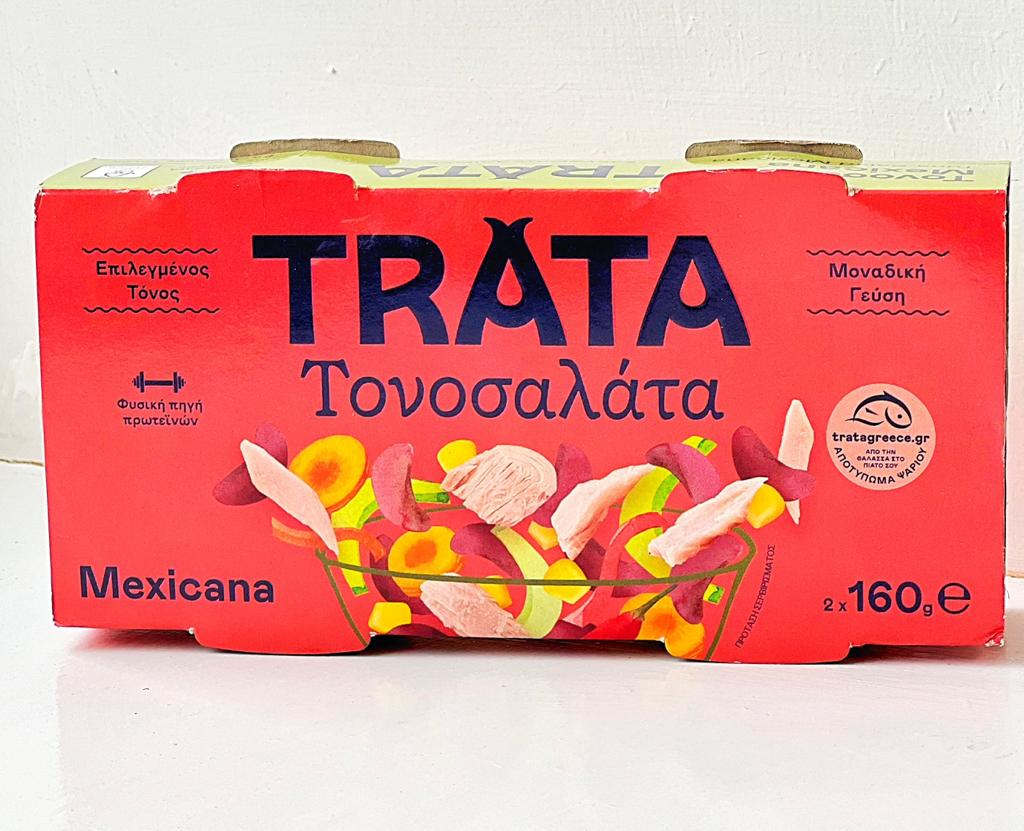 TRATA
Επιλεγμένος
Τόνος
TRATA
Μοναδική
Γεύση
Τονοσαλάτα
Φυσική πηγή
πρωτεϊνών
tratagreece.gr
ΑΠΟ ΤΗΝ
ΘΑΛΑΣΣΑ ΣΤΟ
ΠΙΑΤΟ ΣΟΥ
ΑΠΟΤΥΠΩΜΑ ΨΑΡΙΟΥ
Mexicana
ΠΡΟΤΑΣΗ ΣΕΡΒΙΡΙΣΜΑΤΟΣ
2 x 160g e